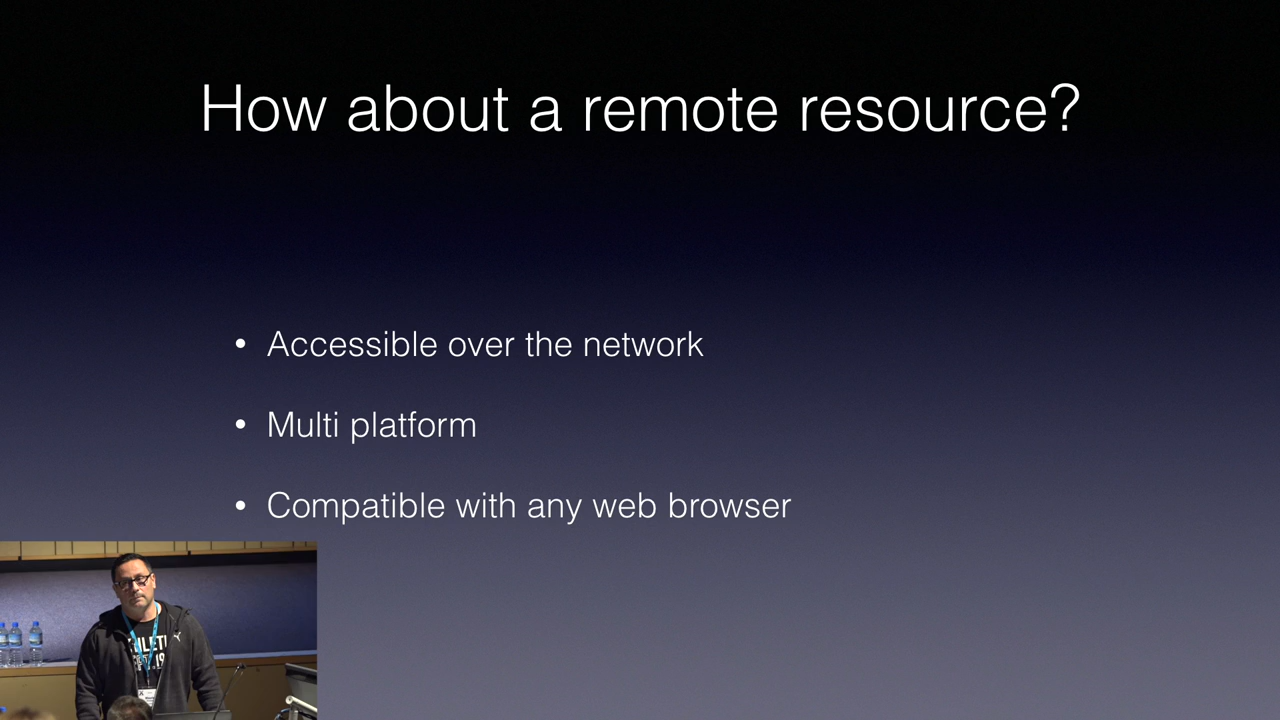 How about a remote resource?
• Accessible over the network
• Multi platform
• Compatible with any web browser